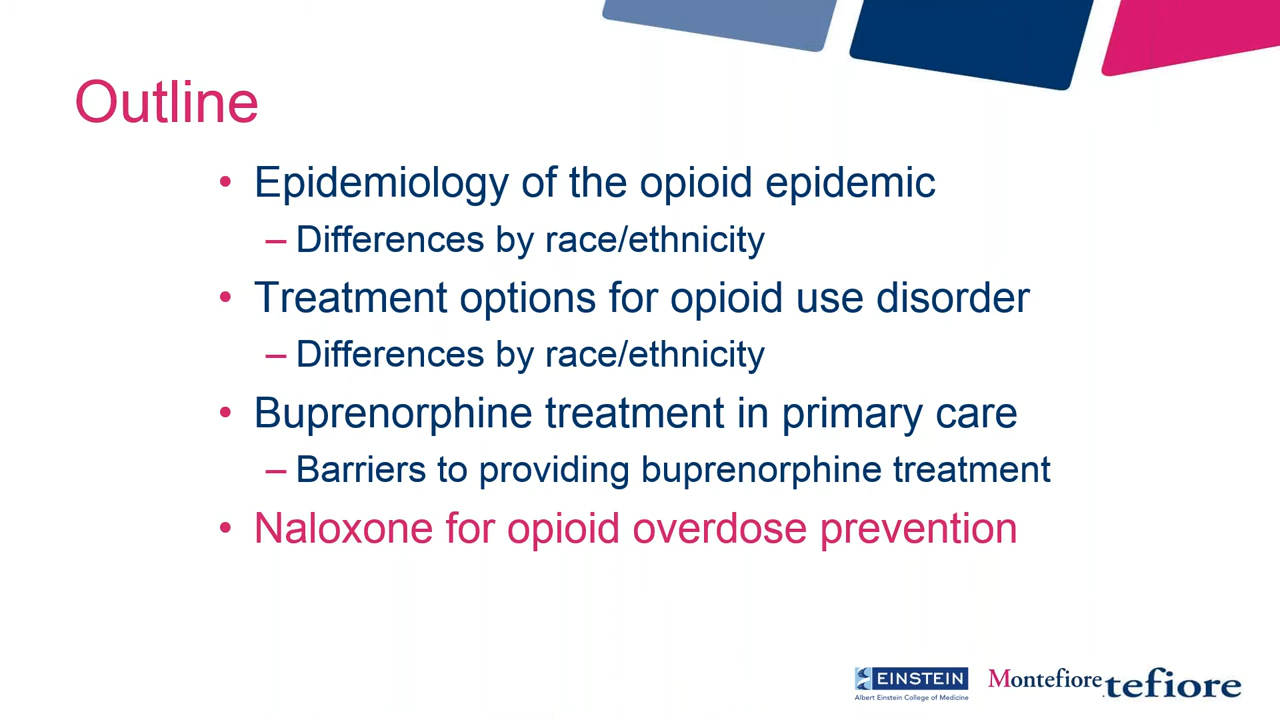 Outline
• Epidemiology of the opioid epidemic
– Differences by race/ethnicity
• Treatment options for opioid use disorder
– Differences by race/ethnicity
• Buprenorphine treatment in primary care
– Barriers to providing buprenorphine treatment
• Naloxone for opioid overdose prevention
EINSTEIN
Albert Einstein College of Medicine
Montefiore
tefiore